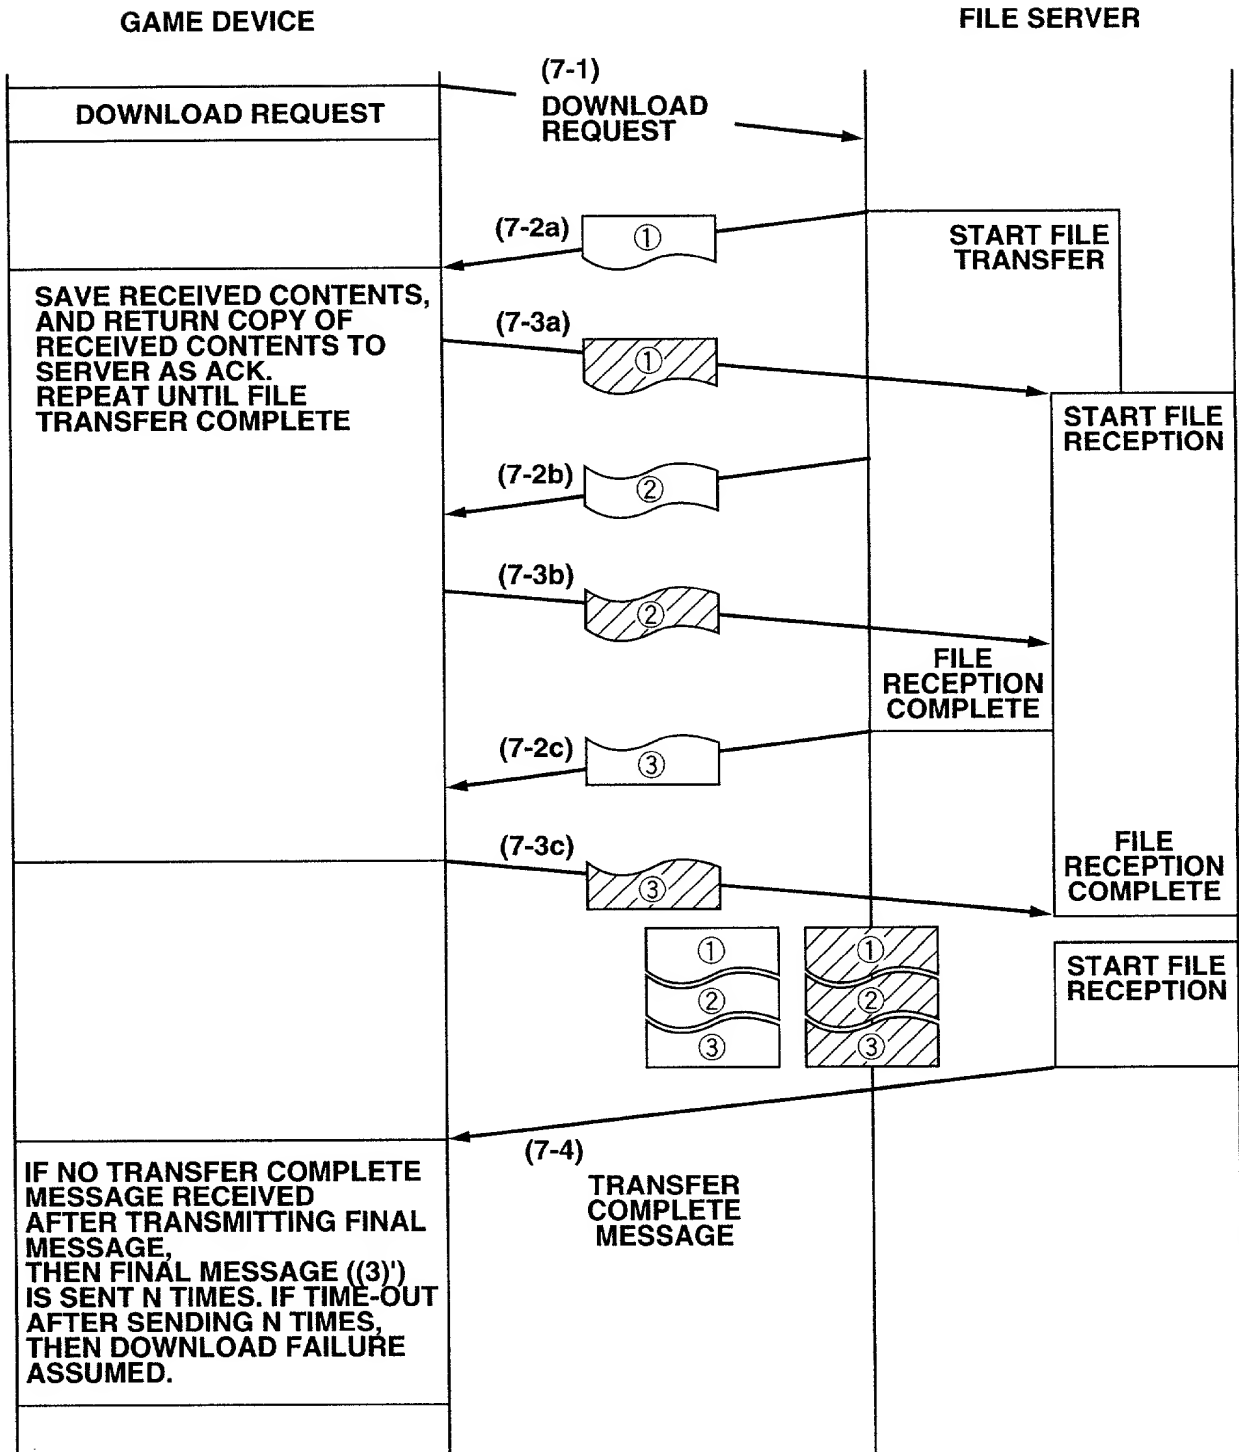 GAME DEVICE
FILE SERVER
(7-1)
DOWNLOAD REQUEST
DOWNLOAD
REQUEST
(7-2a)
①
START FILE
TRANSFER
SAVE RECEIVED CONTENTS,
AND RETURN COPY OF
RECEIVED CONTENTS TO
SERVER AS ACK.
REPEAT UNTIL FILE
TRANSFER COMPLETE
(7-3a)
①
START FILE
RECEPTION
(7-2b)
②
(7-3b)
②
FILE
RECEPTION
COMPLETE
(7-2c)
③
(7-3c)
③
FILE
RECEPTION
COMPLETE
①
②
③
①
②
③
START FILE
RECEPTION
(7-4)
TRANSFER
COMPLETE
MESSAGE
IF NO TRANSFER COMPLETE
MESSAGE RECEIVED
AFTER TRANSMITTING FINAL
MESSAGE,
THEN FINAL MESSAGE ((3)')
IS SENT N TIMES. IF TIME-OUT
AFTER SENDING N TIMES,
THEN DOWNLOAD FAILURE
ASSUMED.